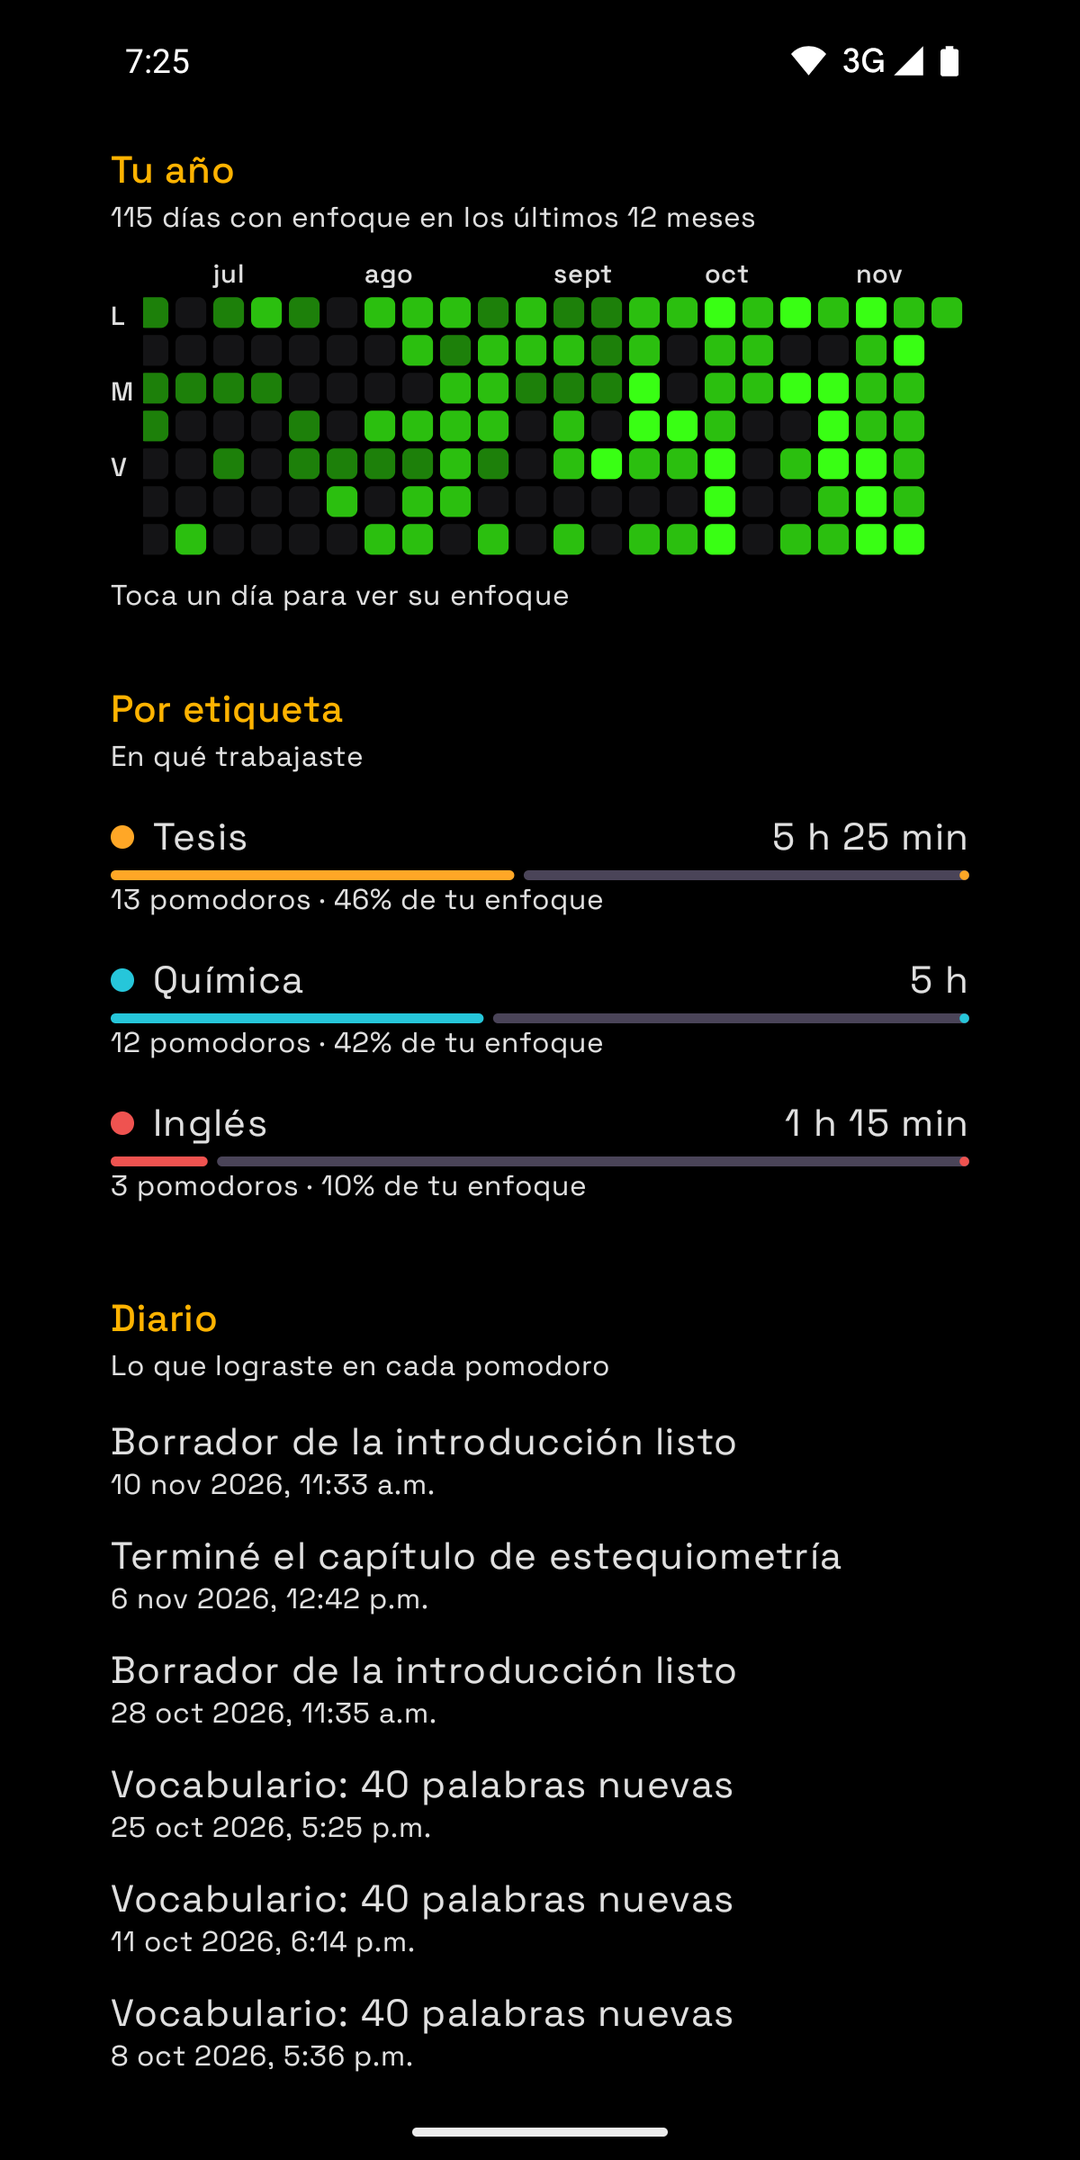 7:25 3G
Tu año
115 días con enfoque en los últimos 12 meses
jul ago sept oct nov
L
M
V
Toca un día para ver su enfoque
Por etiqueta
En qué trabajaste
Tesis 5 h 25 min
13 pomodoros · 46% de tu enfoque
Química 5 h
12 pomodoros · 42% de tu enfoque
Inglés 1 h 15 min
3 pomodoros · 10% de tu enfoque
Diario
Lo que lograste en cada pomodoro
Borrador de la introducción listo
10 nov 2026, 11:33 a.m.
Terminé el capítulo de estequiometría
6 nov 2026, 12:42 p.m.
Borrador de la introducción listo
28 oct 2026, 11:35 a.m.
Vocabulario: 40 palabras nuevas
25 oct 2026, 5:25 p.m.
Vocabulario: 40 palabras nuevas
11 oct 2026, 6:14 p.m.
Vocabulario: 40 palabras nuevas
8 oct 2026, 5:36 p.m.